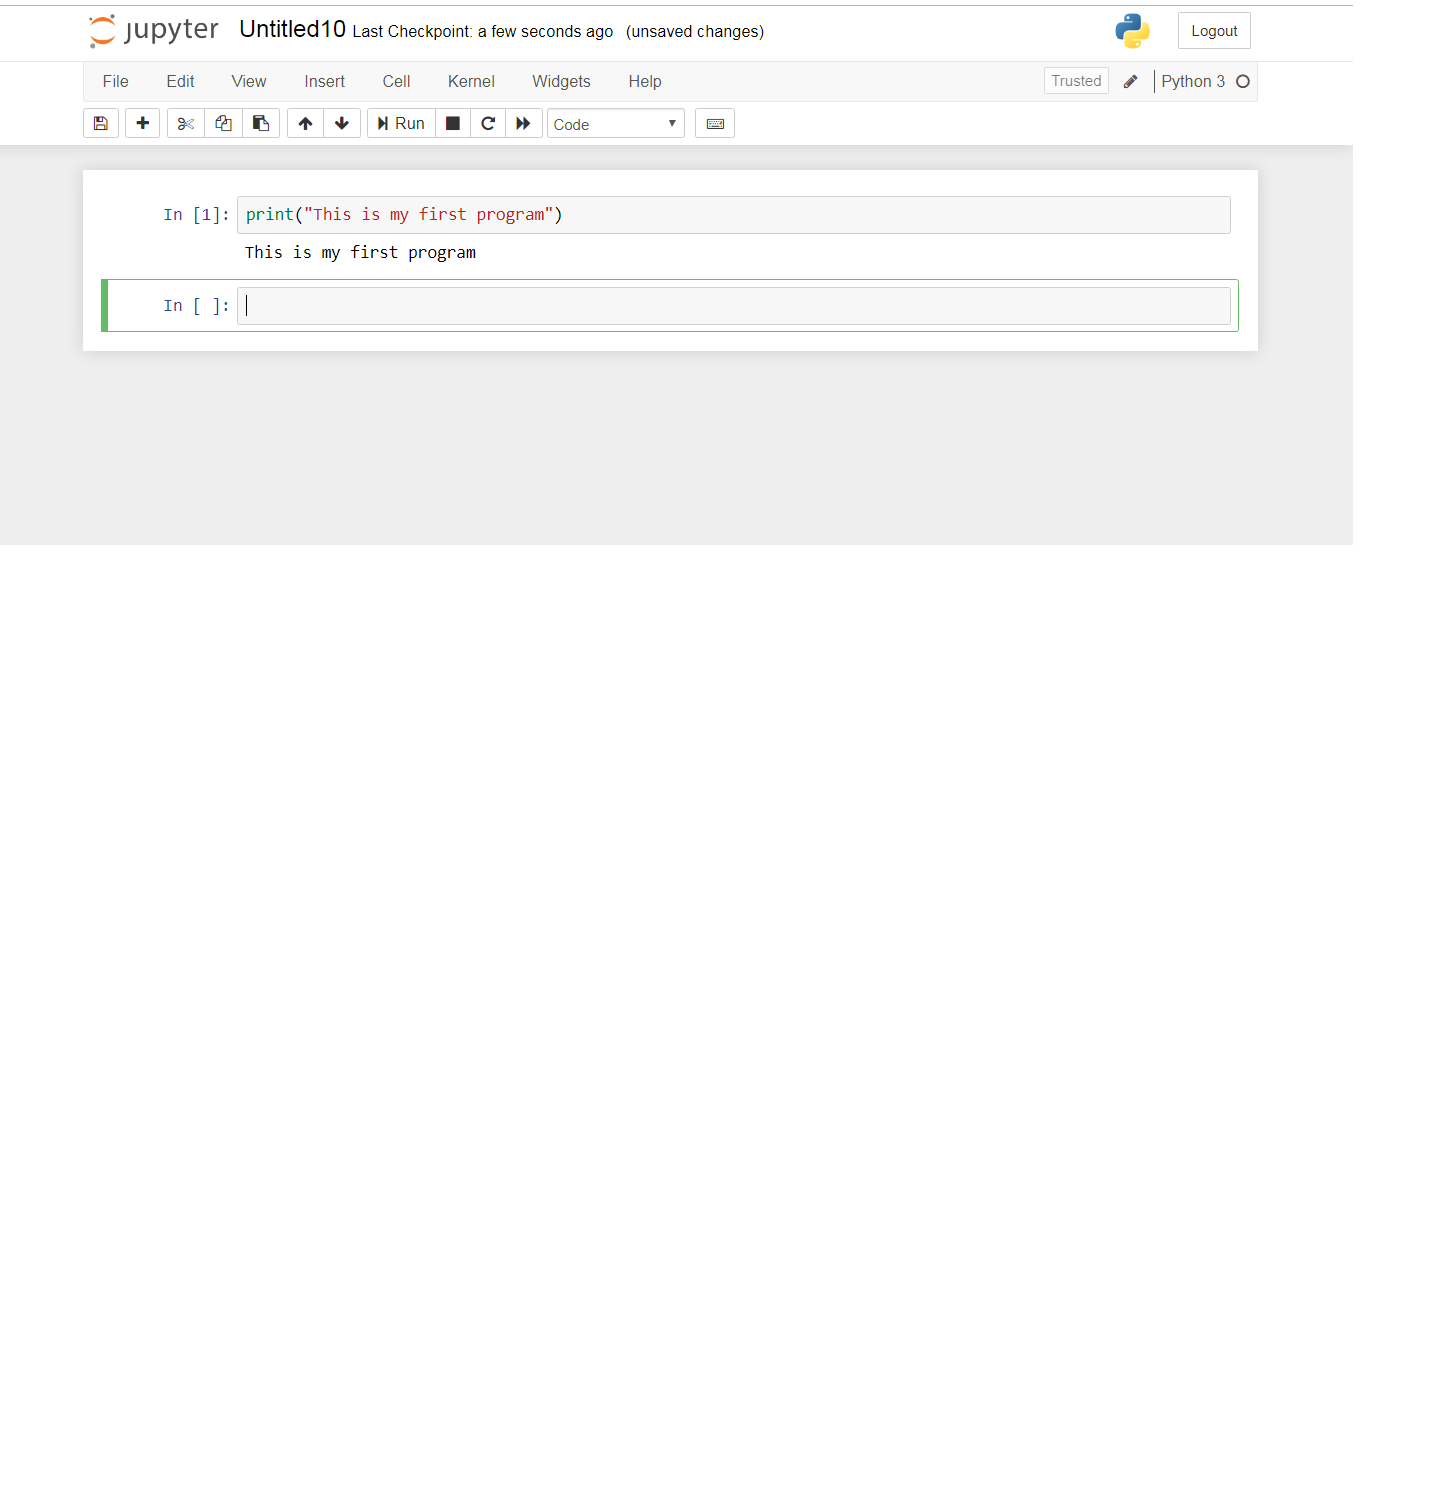 jupyter Untitled10 Last Checkpoint: a few seconds ago (unsaved changes) Logout
File Edit View Insert Cell Kernel Widgets Help Trusted Python 3
Run Code
In [1]: print("This is my first program")
This is my first program
In [ ]: